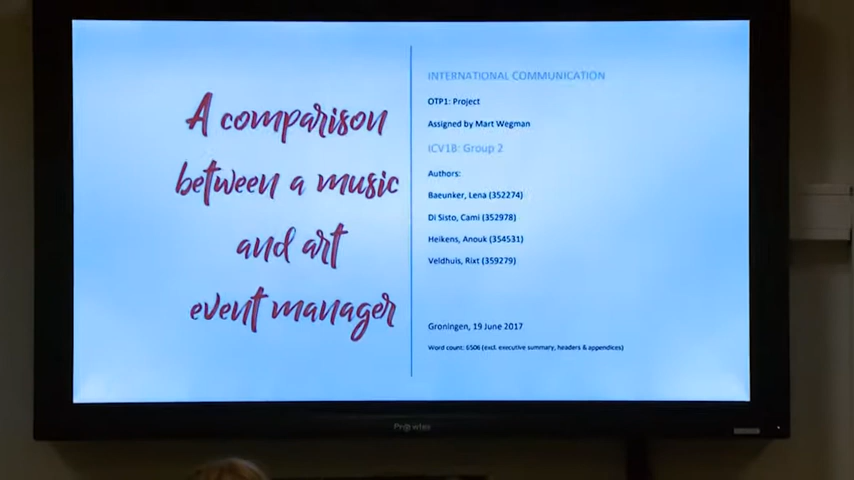 A comparison
between a music
and art
event manager
INTERNATIONAL COMMUNICATION
OTP1: Project
Assigned by Mart Wegman
ICV1B: Group 2
Authors:
Baeunker, Lena (352274)
Di Sisto, Cami (352978)
Heikens, Anouk (354531)
Veldhuis, Rixt (359279)
Groningen, 19 June 2017
Word count: 6506 (excl. executive summary, headers & appendices)